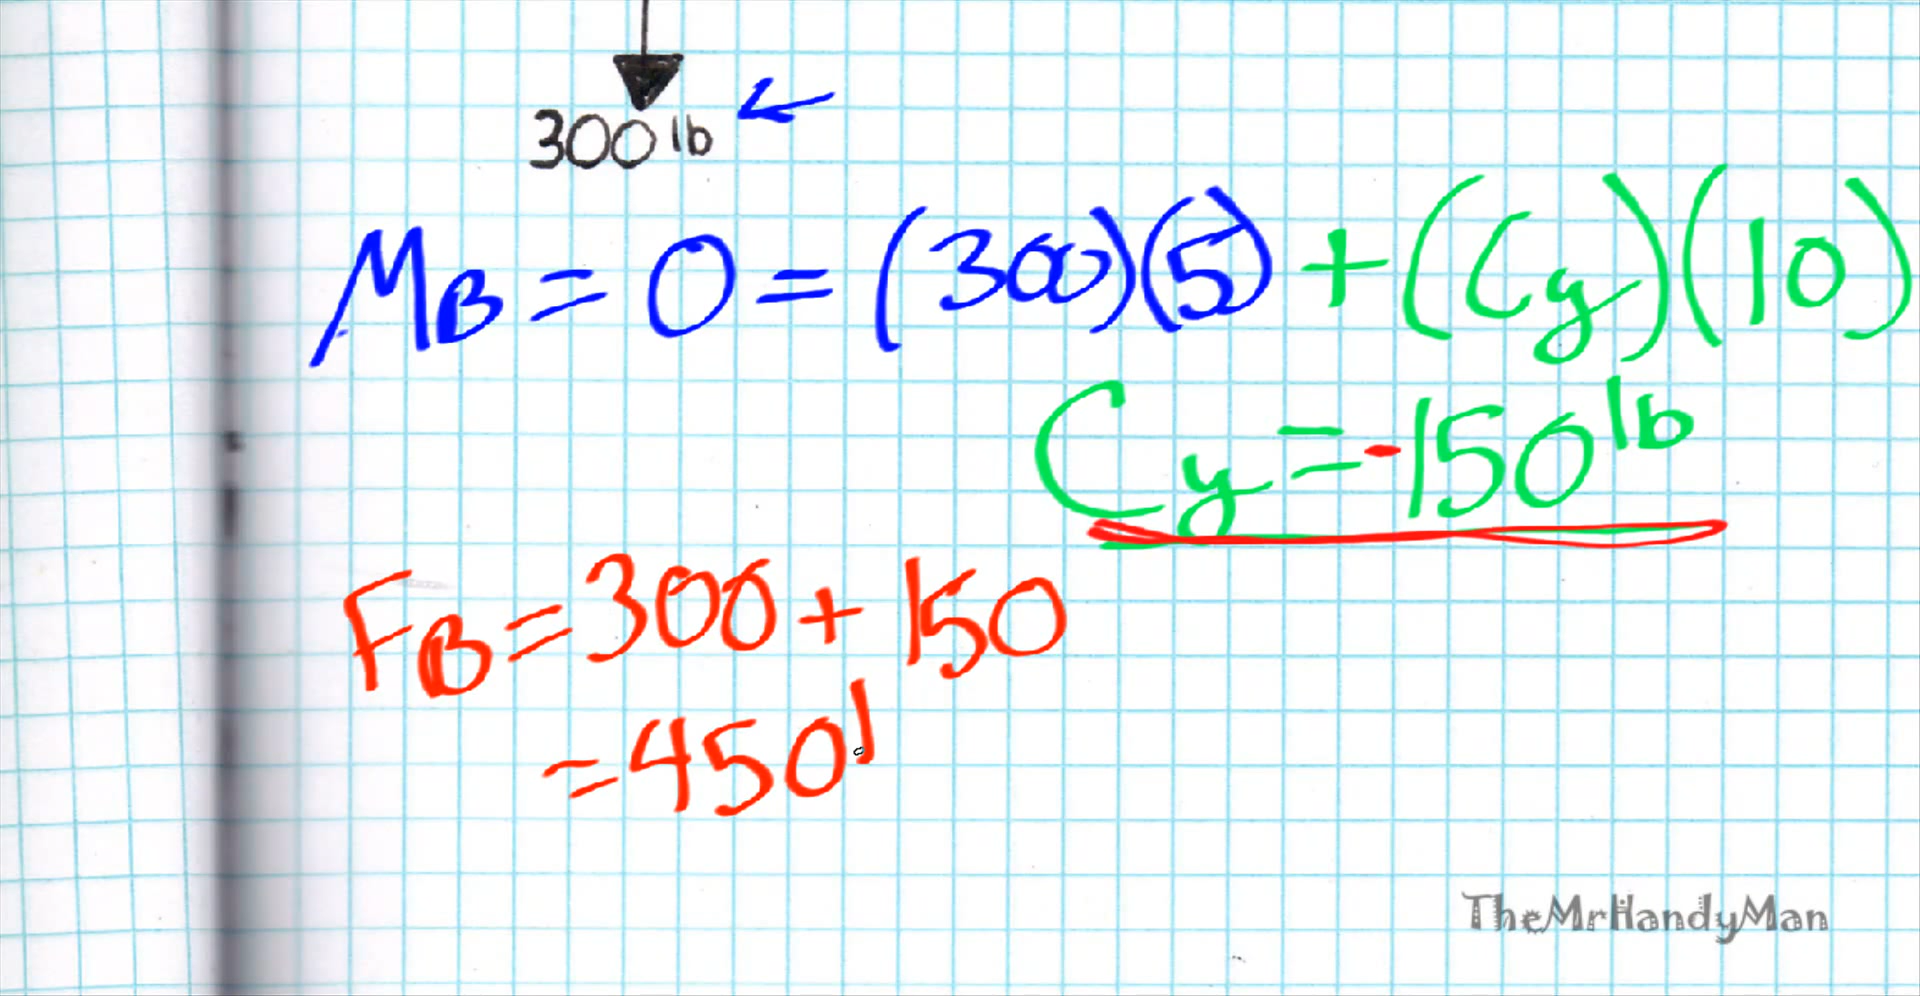 300 lb
MB = 0 = (300)(5) + (Cy)(10)
Cy = -150 lb
FB = 300 + 150
= 450 l
TheMrHandyMan